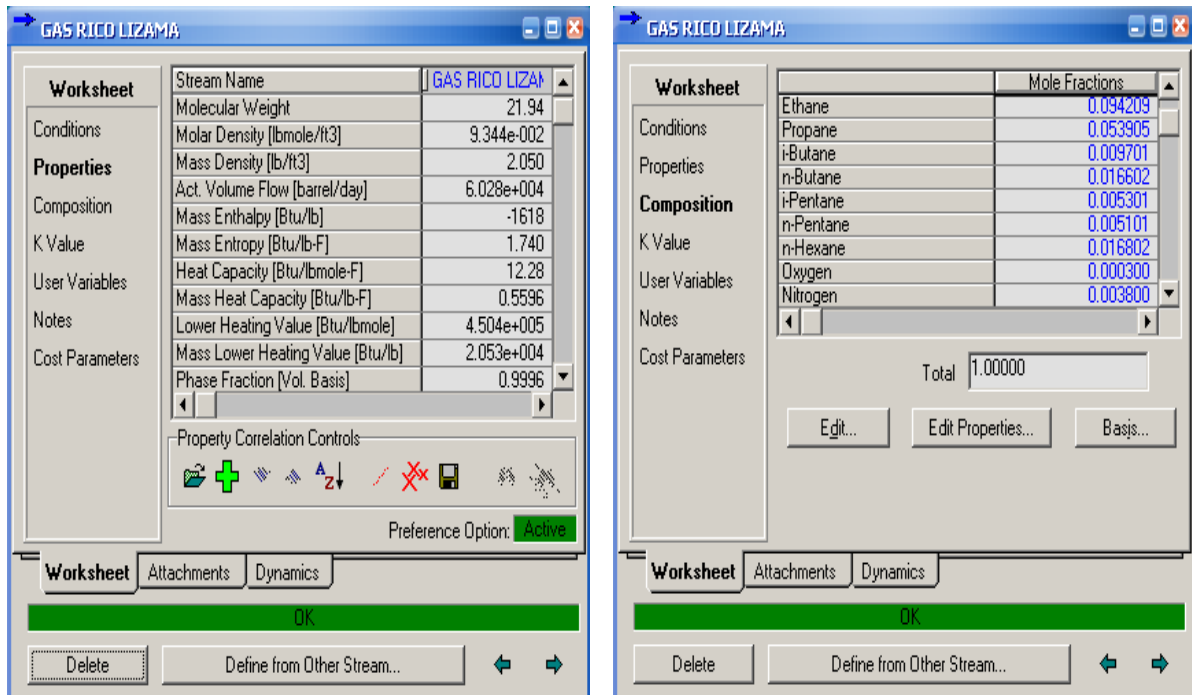 GAS RICO LIZAMA
Worksheet
Conditions
Properties
Composition
K Value
User Variables
Notes
Cost Parameters
Stream Name GAS RICO LIZAM
Molecular Weight 21.94
Molar Density [lbmole/ft3] 9.344e-002
Mass Density [lb/ft3] 2.050
Act. Volume Flow [barrel/day] 6.028e+004
Mass Enthalpy [Btu/lb] -1618
Mass Entropy [Btu/lb-F] 1.740
Heat Capacity [Btu/lbmole-F] 12.28
Mass Heat Capacity [Btu/lb-F] 0.5596
Lower Heating Value [Btu/lbmole] 4.504e+005
Mass Lower Heating Value [Btu/lb] 2.053e+004
Phase Fraction [Vol. Basis] 0.9996
Property Correlation Controls
A
Z
Preference Option: Active
Worksheet Attachments Dynamics
OK
Delete Define from Other Stream...
GAS RICO LIZAMA
Worksheet
Conditions
Properties
Composition
K Value
User Variables
Notes
Cost Parameters
Mole Fractions
Ethane 0.094209
Propane 0.053905
i-Butane 0.009701
n-Butane 0.016602
i-Pentane 0.005301
n-Pentane 0.005101
n-Hexane 0.016802
Oxygen 0.000300
Nitrogen 0.003800
Total 1.00000
Edit... Edit Properties... Basis...
Worksheet Attachments Dynamics
OK
Delete Define from Other Stream...